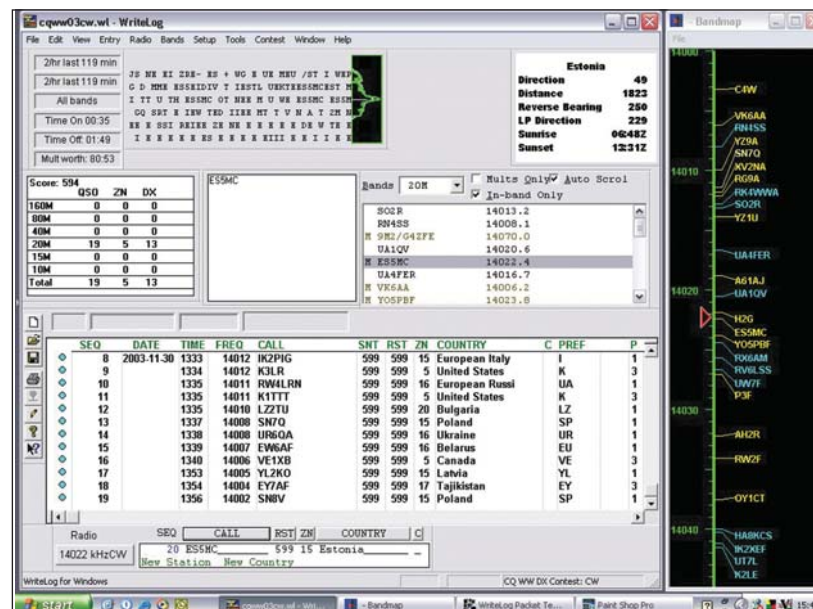 cqww03cw.wl - WriteLog
File Edit View Entry Radio Bands Setup Tools Contest Window Help
2/hr last 119 min
2/hr last 119 min
All bands
Time On 00:35
Time Off: 01:49
Mult worth: 80:53
Estonia
Direction 49
Distance 1823
Reverse Bearing 250
LP Direction 229
Sunrise 06:48Z
Sunset 12:31Z
Score: 594
QSO ZN DX
160M 0 0 0
80M 0 0 0
40M 0 0 0
20M 19 5 13
15M 0 0 0
10M 0 0 0
Total 19 5 13
ES5MC
Bands 20M Mults Only Auto Scrol
In-band Only
SO2R 14013.2
RN4SS 14008.1
M 9M2/G4ZFE 14070.0
UA1QV 14020.6
M ES5MC 14022.4
UA4FER 14016.7
M VK6AA 14006.2
M YO5PBF 14023.8
SEQ DATE TIME FREQ CALL SNT RST ZN COUNTRY C PREF P
8 2003-11-30 1333 14012 IK2PIG 599 599 15 European Italy I 1
9 1334 14012 K3LR 599 599 5 United States K 3
10 1335 14011 RW4LRN 599 599 16 European Russi UA 1
11 1335 14011 K1TTT 599 599 5 United States K 3
12 1335 14010 LZ2TU 599 599 20 Bulgaria LZ 1
13 1337 14008 SN7Q 599 599 15 Poland SP 1
14 1338 14008 UR6QA 599 599 16 Ukraine UR 1
15 1339 14007 EW6AF 599 599 16 Belarus EU 1
16 1340 14006 VE1XB 599 599 5 Canada VE 3
17 1353 14005 YL2KO 599 599 15 Latvia YL 1
18 1354 14004 EY7AF 599 599 17 Tajikistan EY 3
19 1356 14002 SN8V 599 599 15 Poland SP 1
Radio SEQ CALL RST ZN COUNTRY C
14022 kHzCW 20 ES5MC 599 15 Estonia
New Station New Country
WriteLog for Windows CQ WW DX Contest: CW
- Bandmap
File
14000
C4W
VK6AA
RN4SS
YZ9A
SN7Q
XV2NA
RG9A
14010
RK4WWA
SO2R
YZ1U
UA4FER
A61AJ
14020
UA1QV
H2G
ES5MC
YO5PBF
RX6AM
RV6LSS
UW7F
P3F
14030
AH2R
RW2F
OY1CT
14040
HA8KCS
IK2XEF
UT7L
K2LE
start cqww03cw.wl - Wri... - Bandmap WriteLog Packet Te... Paint Shop Pro